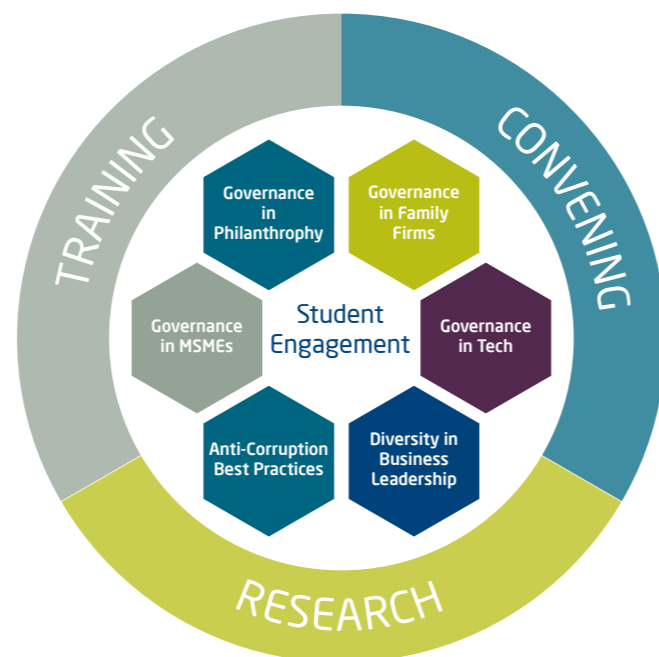 TRAINING
CONVENING
Governance
in
Philanthrophy
Governance
in Family
Firms
Governance
in MSMEs
Student
Engagement
Governance
in Tech
Anti-Corruption
Best Practices
Diversity in
Business
Leadership
RESEARCH